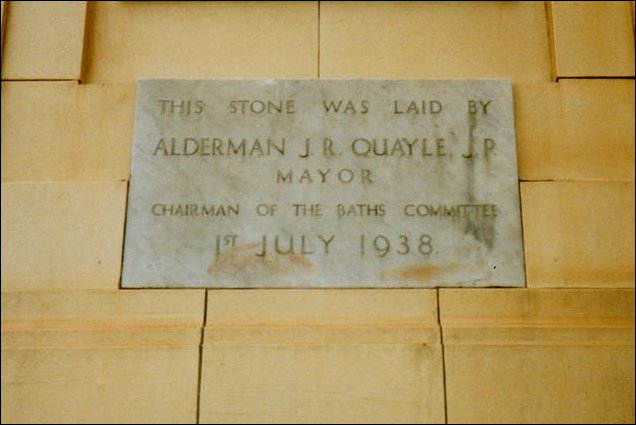 THIS STONE WAS LAID BY
ALDERMAN J. R. QUAYLE, J.P.
MAYOR
CHAIRMAN OF THE BATHS COMMITTEE
1ST JULY 1938.